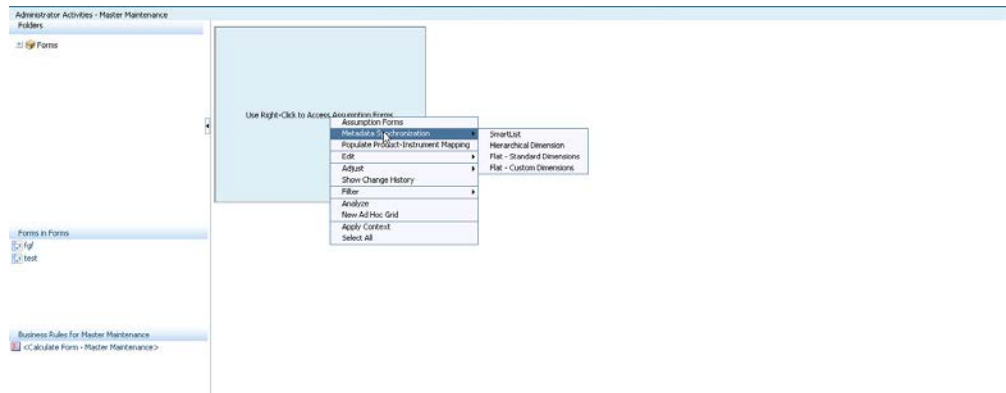 Administrator Activities - Master Maintenance
Folders
Forms
Use Right-Click to Access Assumption Forms
Assumption Forms
Metadata Synchronization
SmartList
Hierarchical Dimension
Populate Product-Instrument Mapping
Edit
Flat - Standard Dimensions
Adjust
Flat - Custom Dimensions
Show Change History
Filter
Analyze
New Ad Hoc Grid
Apply Context
Select All
Forms in Forms
fgf
test
Business Rules for Master Maintenance
<Calculate Form - Master Maintenance>